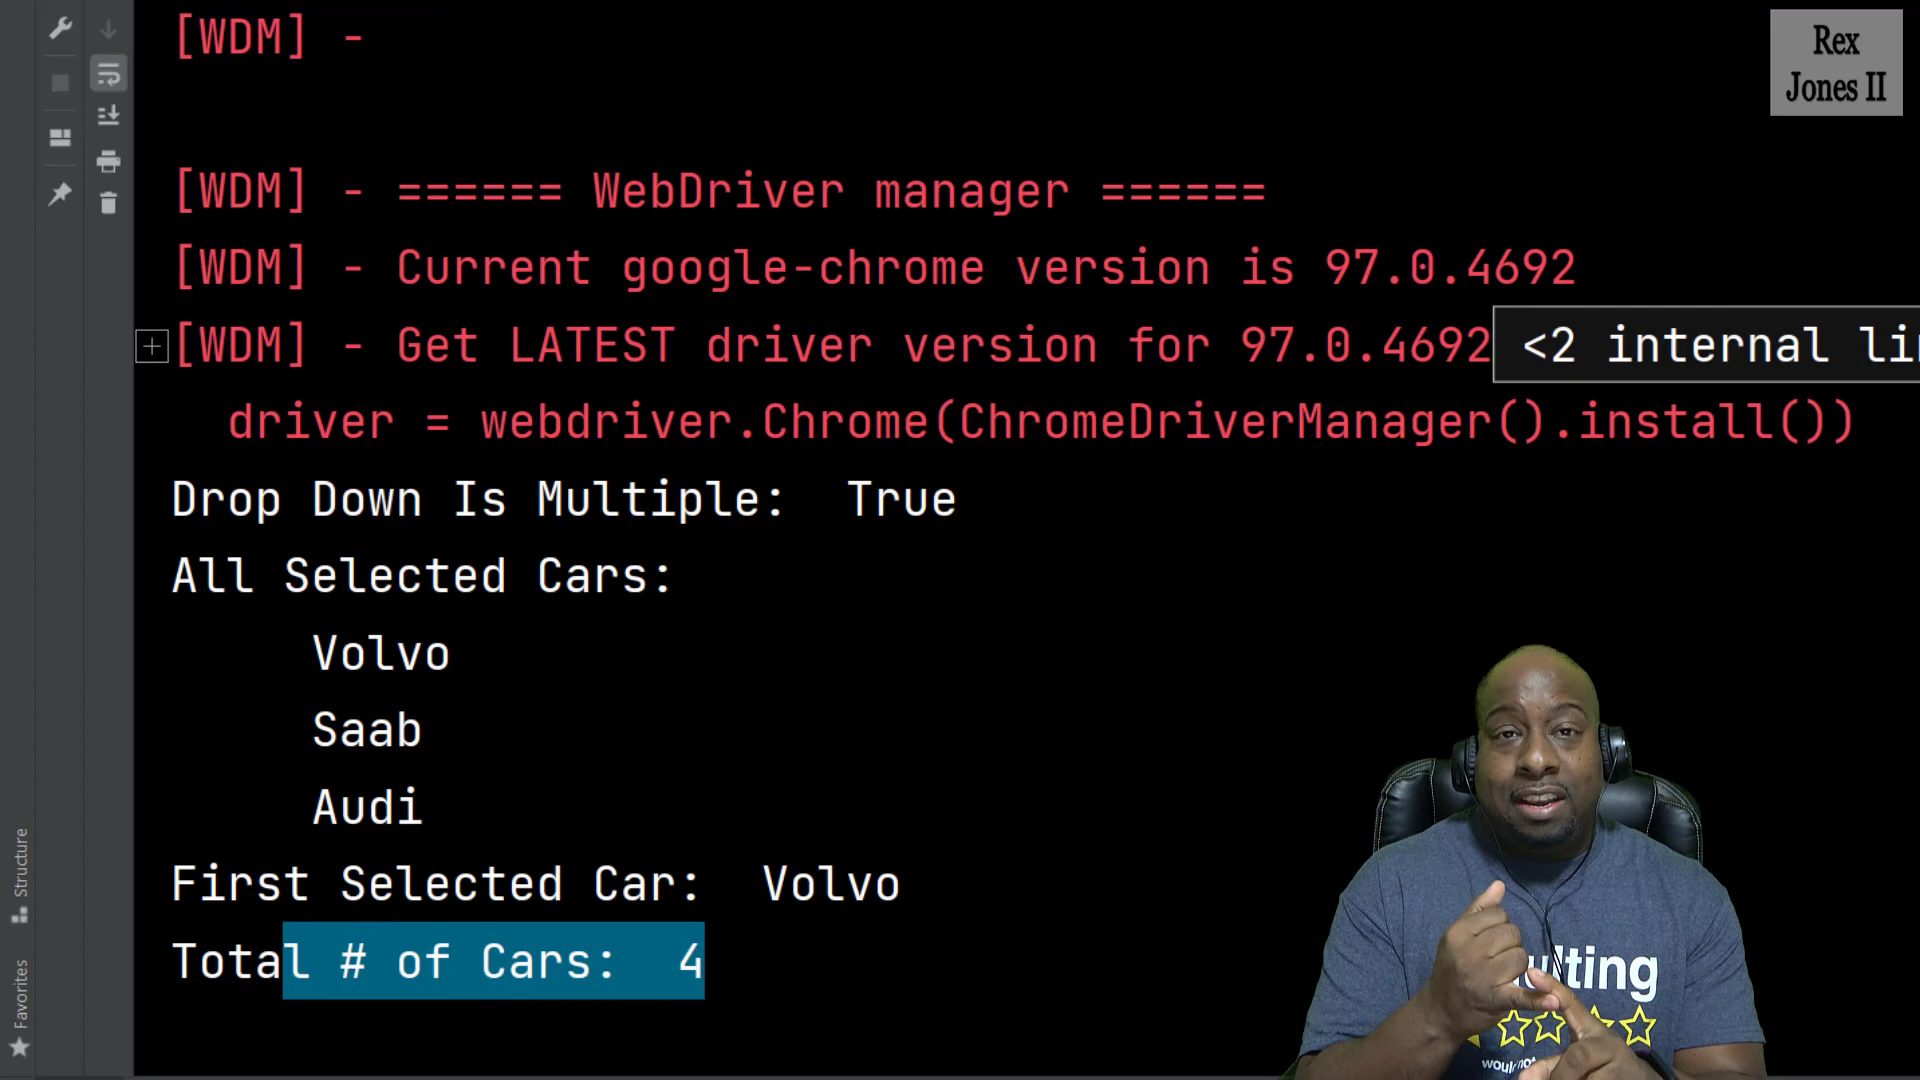 [WDM] -
Rex
Jones II
[WDM] - ====== WebDriver manager ======
[WDM] - Current google-chrome version is 97.0.4692
[WDM] - Get LATEST driver version for 97.0.4692 <2 internal
driver = webdriver.Chrome(ChromeDriverManager().install())
Drop Down Is Multiple:  True
All Selected Cars:
Volvo
Saab
Audi
First Selected Car:  Volvo
Total # of Cars:  4
Structure
Favorites